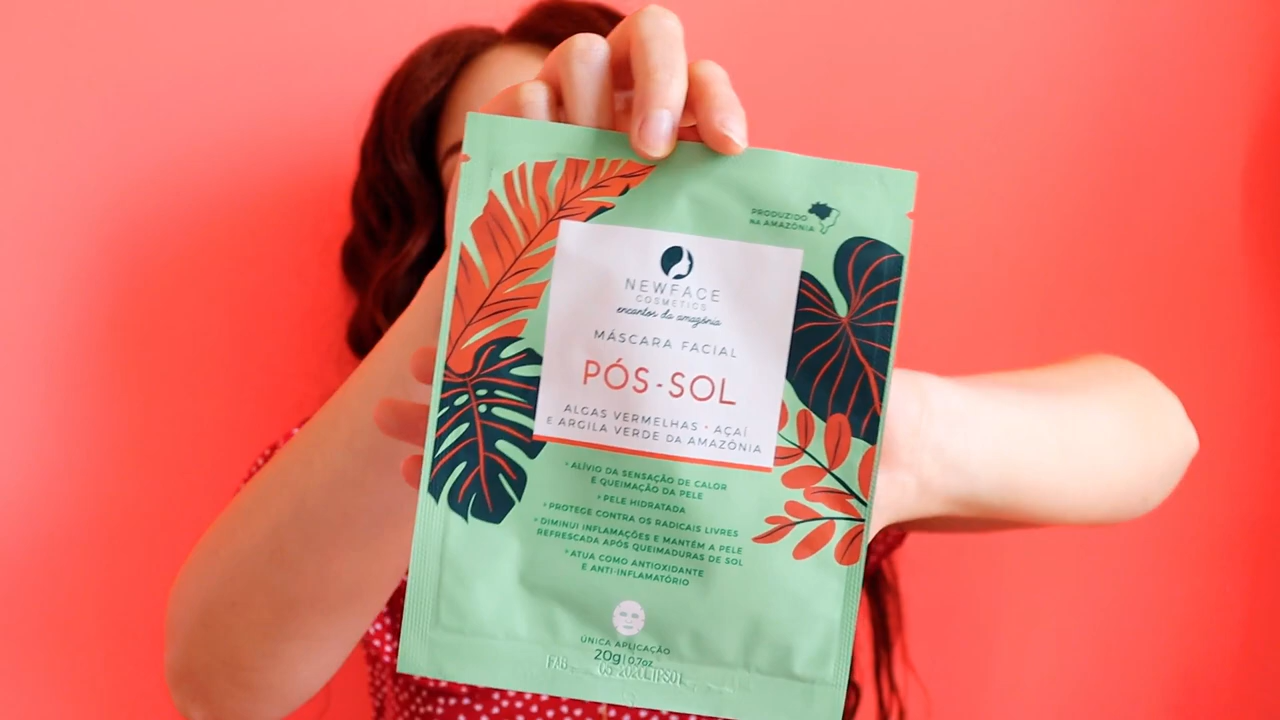 PRODUZIDO
NA AMAZÔNIA
NEWFACE
COSMETICS
encantos da amazônia
MÁSCARA FACIAL
PÓS-SOL
ALGAS VERMELHAS • AÇAÍ
E ARGILA VERDE DA AMAZÔNIA
ALÍVIO DA SENSAÇÃO DE CALOR
E QUEIMAÇÃO DA PELE
PELE HIDRATADA
PROTEGE CONTRA OS RADICAIS LIVRES
DIMINUI INFLAMAÇÕES E MANTÉM A PELE
REFRESCADA APÓS QUEIMADURAS DE SOL
ATUA COMO ANTIOXIDANTE
E ANTI-INFLAMATÓRIO
ÚNICA APLICAÇÃO
20g | 0.7oz
FAB